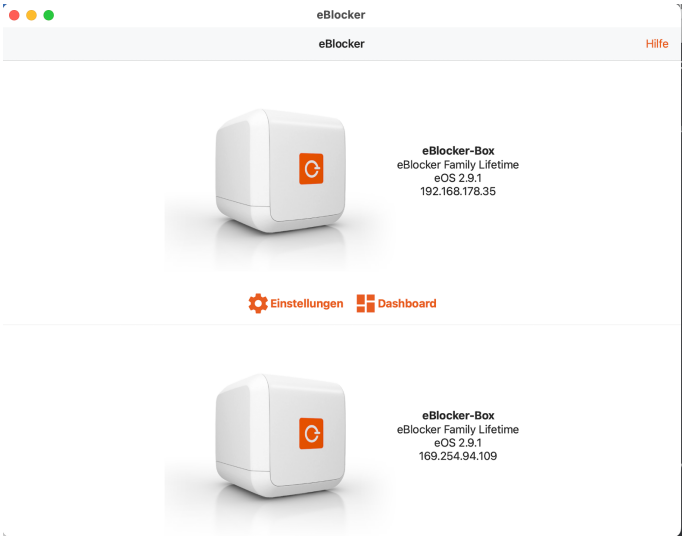 eBlocker
eBlocker
Hilfe
eBlocker-Box
eBlocker Family Lifetime
eOS 2.9.1
192.168.178.35
Einstellungen
Dashboard
eBlocker-Box
eBlocker Family Lifetime
eOS 2.9.1
169.254.94.109